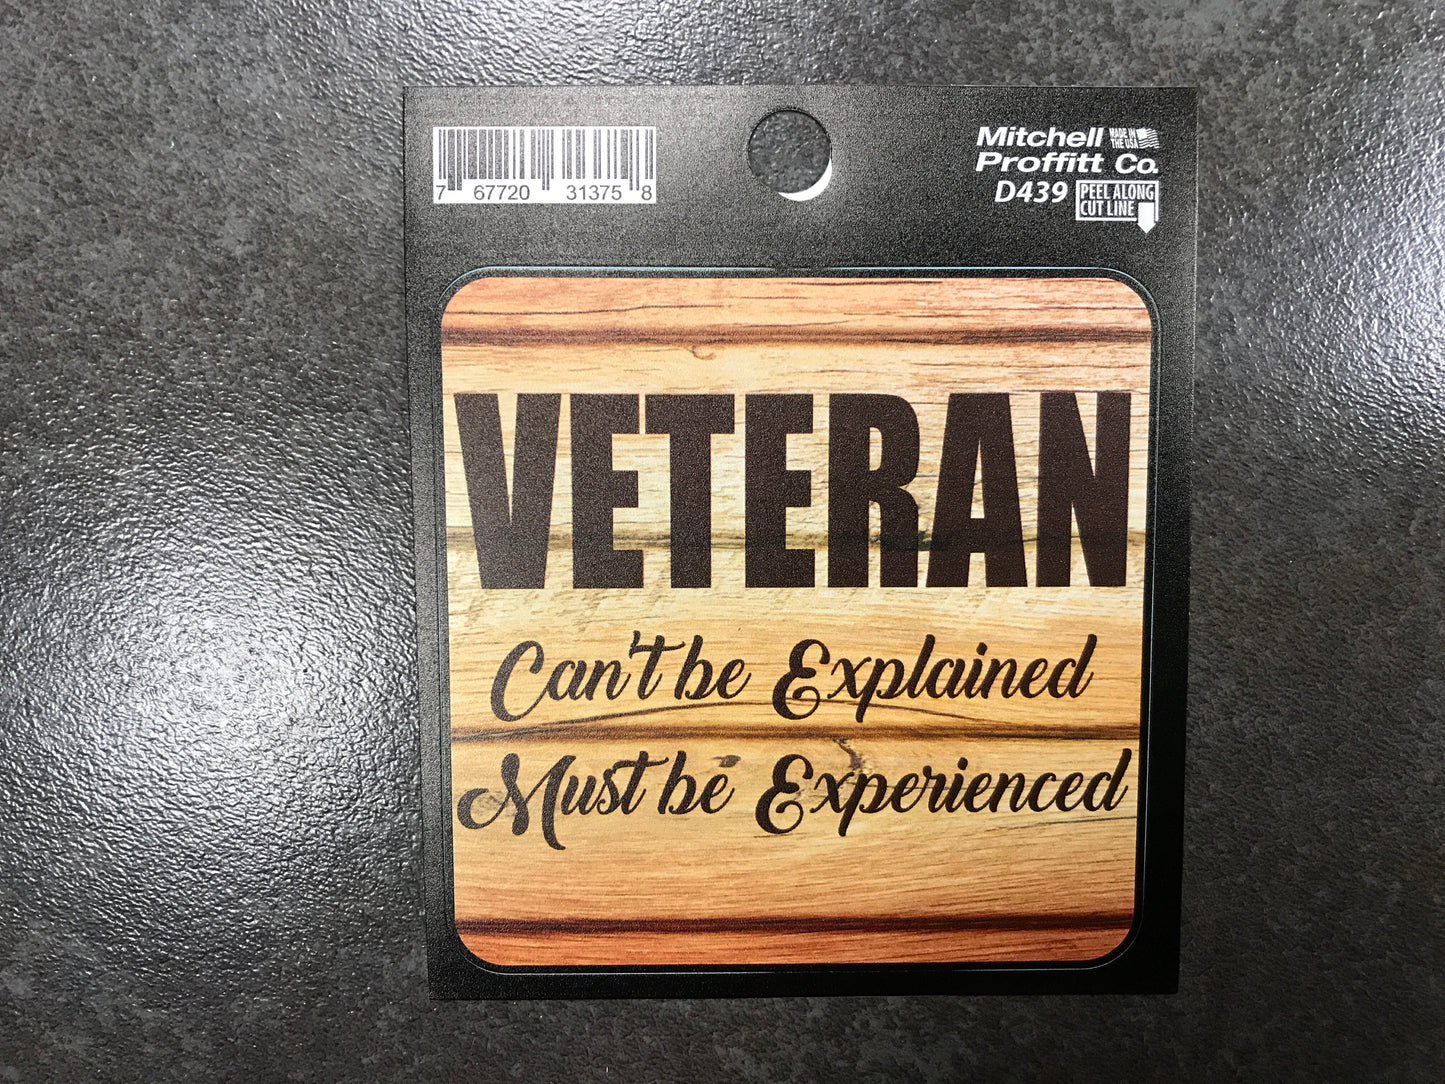 7 67720 31375 8
Mitchell MADE IN
THE USA
Proffitt Co.
D439 PEEL ALONG
CUT LINE
VETERAN
Can't be Explained
Must be Experienced